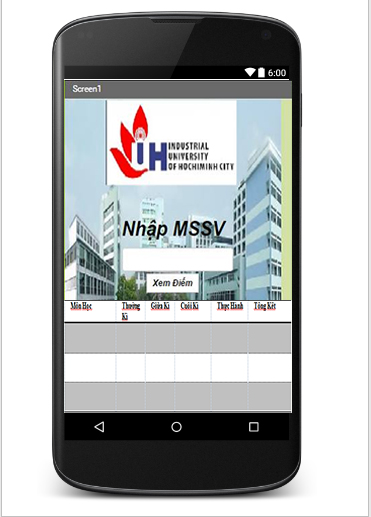 6:00
Screen1
IUH
INDUSTRIAL
UNIVERSITY
OF HOCHIMINH CITY
Nhập MSSV
Xem Điểm
Môn Học Thường Kì Giữa Kì Cuối Kì Thực Hành Tổng Kết